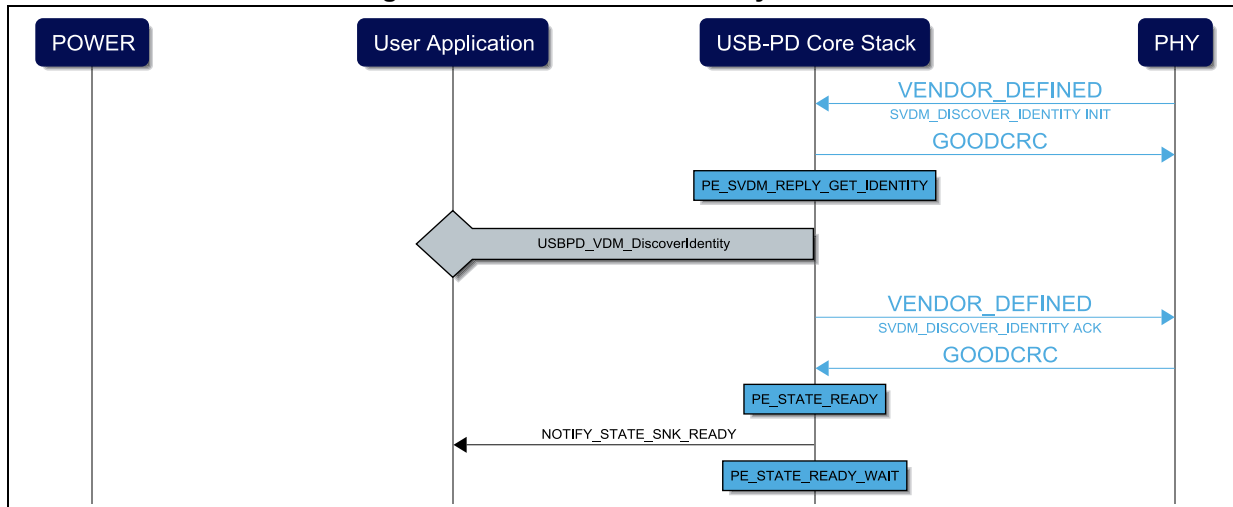 POWER
User Application
USB-PD Core Stack
PHY
VENDOR_DEFINED
SVDM_DISCOVER_IDENTITY INIT
GOODCRC
PE_SVDM_REPLY_GET_IDENTITY
USBPD_VDM_DiscoverIdentity
VENDOR_DEFINED
SVDM_DISCOVER_IDENTITY ACK
GOODCRC
PE_STATE_READY
NOTIFY_STATE_SNK_READY
PE_STATE_READY_WAIT